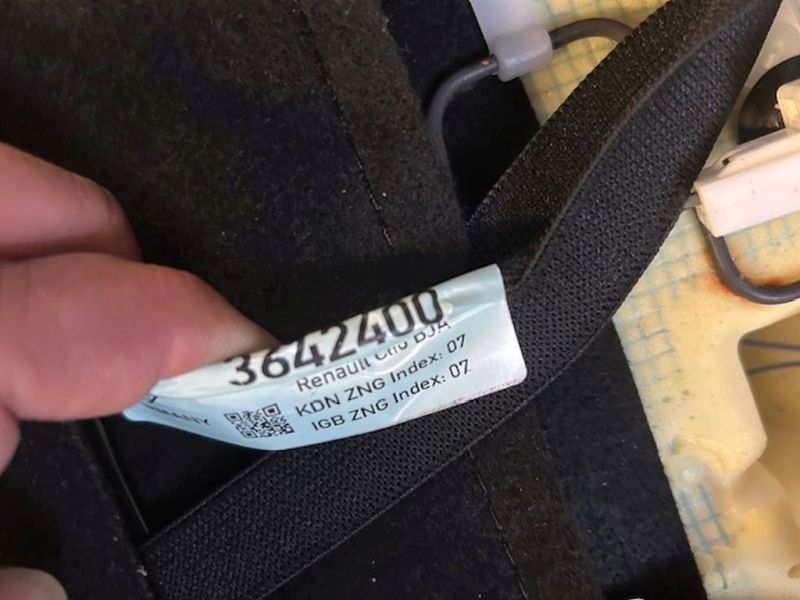 3642400
Renault Clio BJA
KDN ZNG Index: 07
IGB ZNG Index: 07